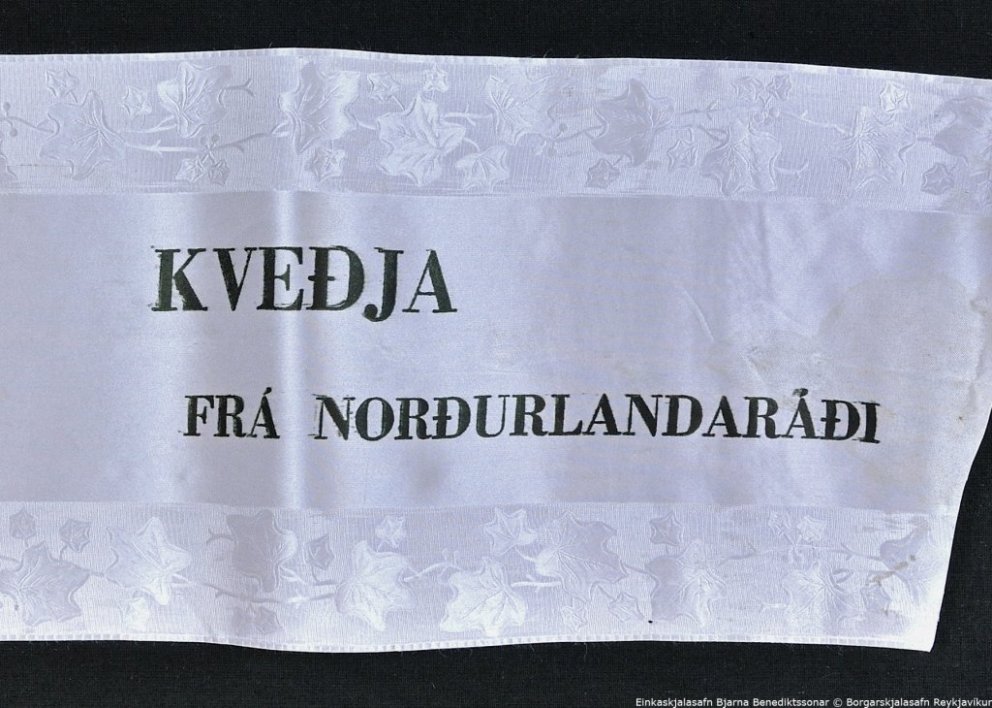 KVEÐJA
FRÁ NORÐURLANDARÁÐI
Einkaskjalasafn Bjarna Benediktssonar © Borgarskjalasafn Reykjavíkur